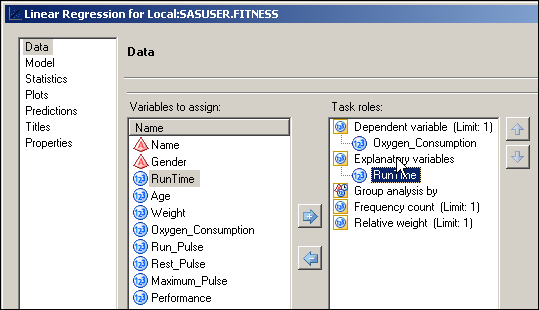 Linear Regression for Local:SASUSER.FITNESS
Data
Model
Statistics
Plots
Predictions
Titles
Properties
Data
Variables to assign:
Name
Name
Gender
RunTime
Age
Weight
Oxygen_Consumption
Run_Pulse
Rest_Pulse
Maximum_Pulse
Performance
Task roles:
Dependent variable (Limit: 1)
Oxygen_Consumption
Explanatory variables
RunTime
Group analysis by
Frequency count (Limit: 1)
Relative weight (Limit: 1)